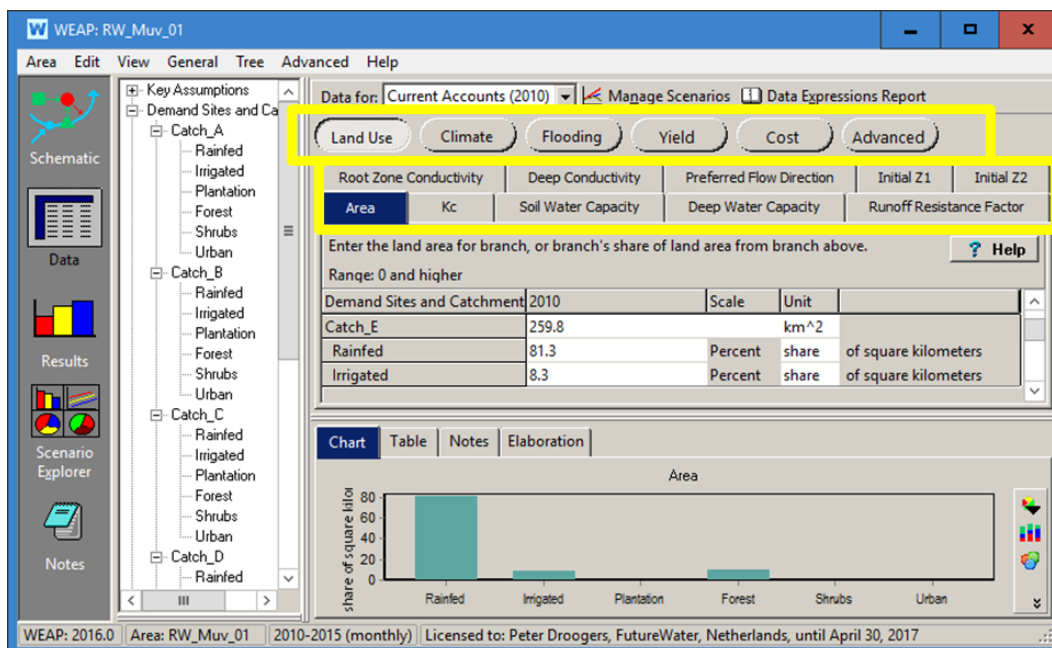 WEAP: RW_Muv_01
Area Edit View General Tree Advanced Help
Schematic
Data
Results
Scenario
Explorer
Notes
Key Assumptions
Demand Sites and Ca
Catch_A
Rainfed
Irrigated
Plantation
Forest
Shrubs
Urban
Catch_B
Rainfed
Irrigated
Plantation
Forest
Shrubs
Urban
Catch_C
Rainfed
Irrigated
Plantation
Forest
Shrubs
Urban
Catch_D
Rainfed
Data for: Current Accounts (2010) Manage Scenarios Data Expressions Report
Land Use Climate Flooding Yield Cost Advanced
Root Zone Conductivity Deep Conductivity Preferred Flow Direction Initial Z1 Initial Z2
Area Kc Soil Water Capacity Deep Water Capacity Runoff Resistance Factor
Enter the land area for branch, or branch's share of land area from branch above.
? Help
Range: 0 and higher
Demand Sites and Catchment 2010 Scale Unit
Catch_E 259.8 km^2
Rainfed 81.3 Percent share of square kilometers
Irrigated 8.3 Percent share of square kilometers
Chart Table Notes Elaboration
Area
share of square kilor
80
60
40
20
0
Rainfed Irrigated Plantation Forest Shrubs Urban
WEAP: 2016.0 Area: RW_Muv_01 2010-2015 (monthly) Licensed to: Peter Droogers, FutureWater, Netherlands, until April 30, 2017